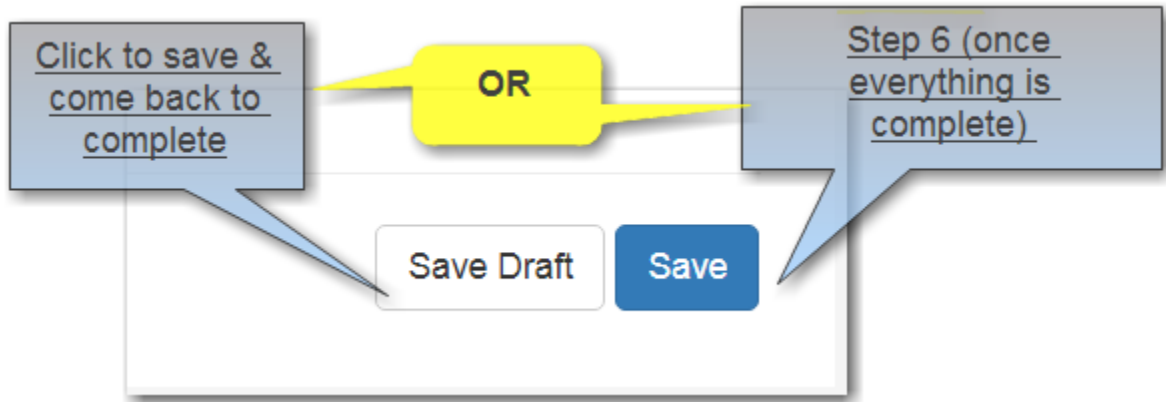 Click to save &
come back to
complete
OR
Step 6 (once
everything is
complete)
Save Draft
Save